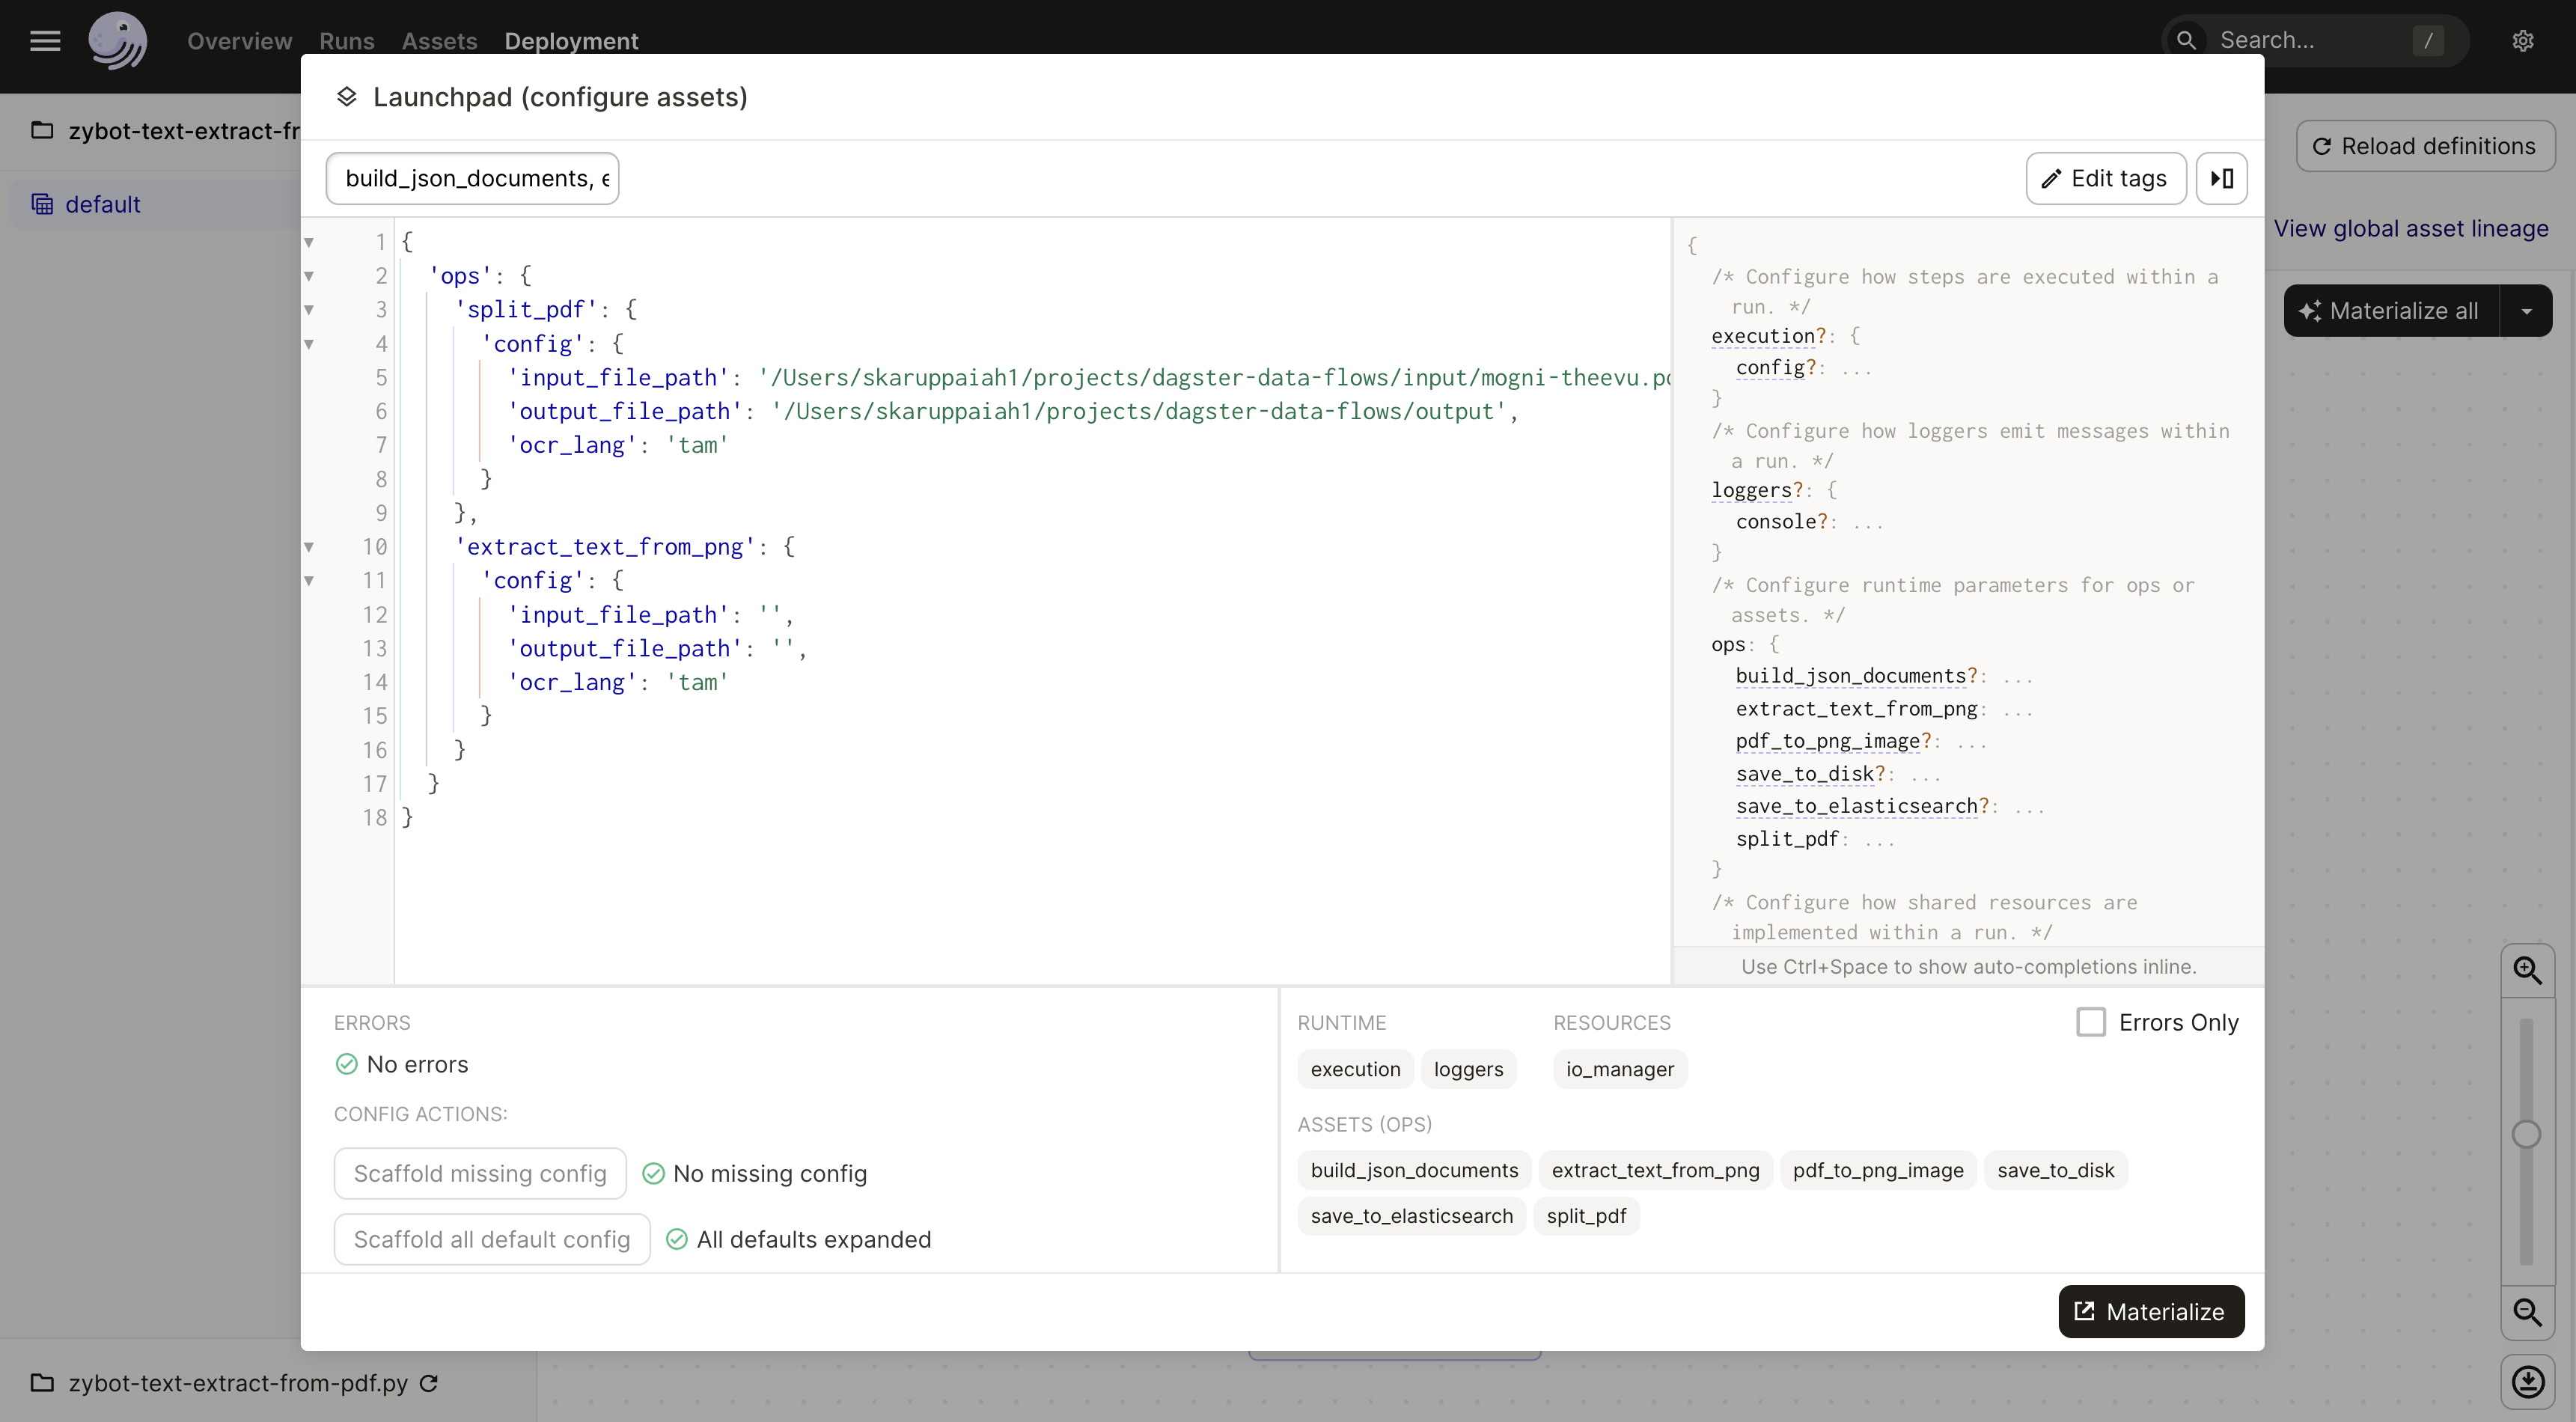 Overview Runs Assets Deployment
Search... /
zybot-text-extract-fr
Reload definitions
default
View global asset lineage
Materialize all
Launchpad (configure assets)
build_json_documents, e
Edit tags
1 {
2 'ops': {
3 'split_pdf': {
4 'config': {
5 'input_file_path': '/Users/skaruppaiah1/projects/dagster-data-flows/input/mogni-theevu.pd
6 'output_file_path': '/Users/skaruppaiah1/projects/dagster-data-flows/output',
7 'ocr_lang': 'tam'
8 }
9 },
10 'extract_text_from_png': {
11 'config': {
12 'input_file_path': '',
13 'output_file_path': '',
14 'ocr_lang': 'tam'
15 }
16 }
17 }
18 }
{
/* Configure how steps are executed within a
run. */
execution?: {
config?: ...
}
/* Configure how loggers emit messages within
a run. */
loggers?: {
console?: ...
}
/* Configure runtime parameters for ops or
assets. */
ops: {
build_json_documents?: ...
extract_text_from_png: ...
pdf_to_png_image?: ...
save_to_disk?: ...
save_to_elasticsearch?: ...
split_pdf: ...
}
/* Configure how shared resources are
implemented within a run. */
Use Ctrl+Space to show auto-completions inline.
ERRORS
No errors
CONFIG ACTIONS:
Scaffold missing config No missing config
Scaffold all default config All defaults expanded
RUNTIME RESOURCES
Errors Only
execution loggers io_manager
ASSETS (OPS)
build_json_documents extract_text_from_png pdf_to_png_image save_to_disk
save_to_elasticsearch split_pdf
Materialize
zybot-text-extract-from-pdf.py